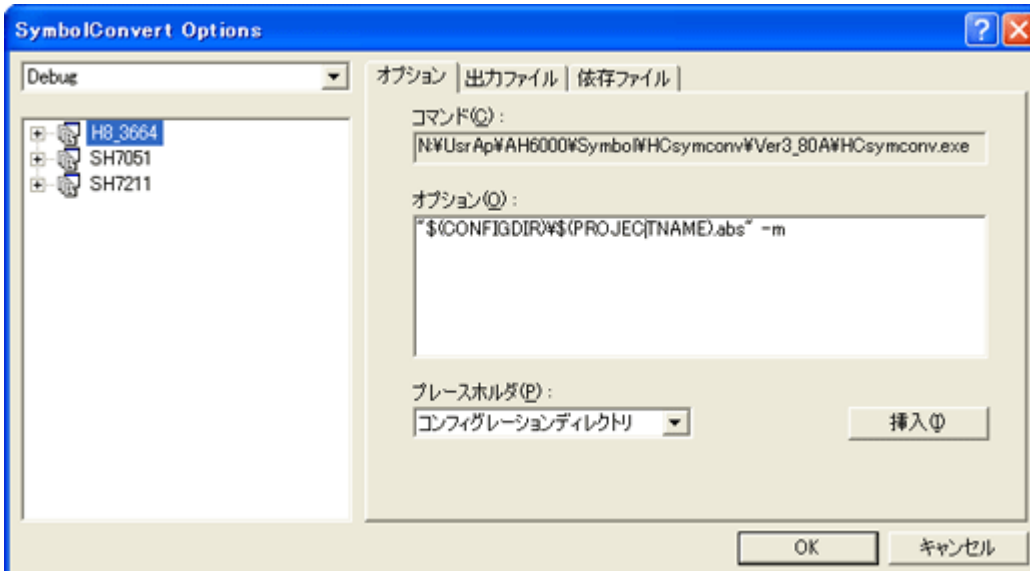 SymbolConvert Options
Debug
H8_3664
SH7051
SH7211
オプション 出力ファイル 依存ファイル
コマンド(C) :
N:¥UsrAp¥AH6000¥Symbol¥HCsymconv¥Ver3_80A¥HCsymconv.exe
オプション(O) :
"$(CONFIGDIR)¥$(PROJECTNAME).abs" -m
プレースホルダ(P) :
コンフィグレーションディレクトリ
挿入(I)
OK キャンセル